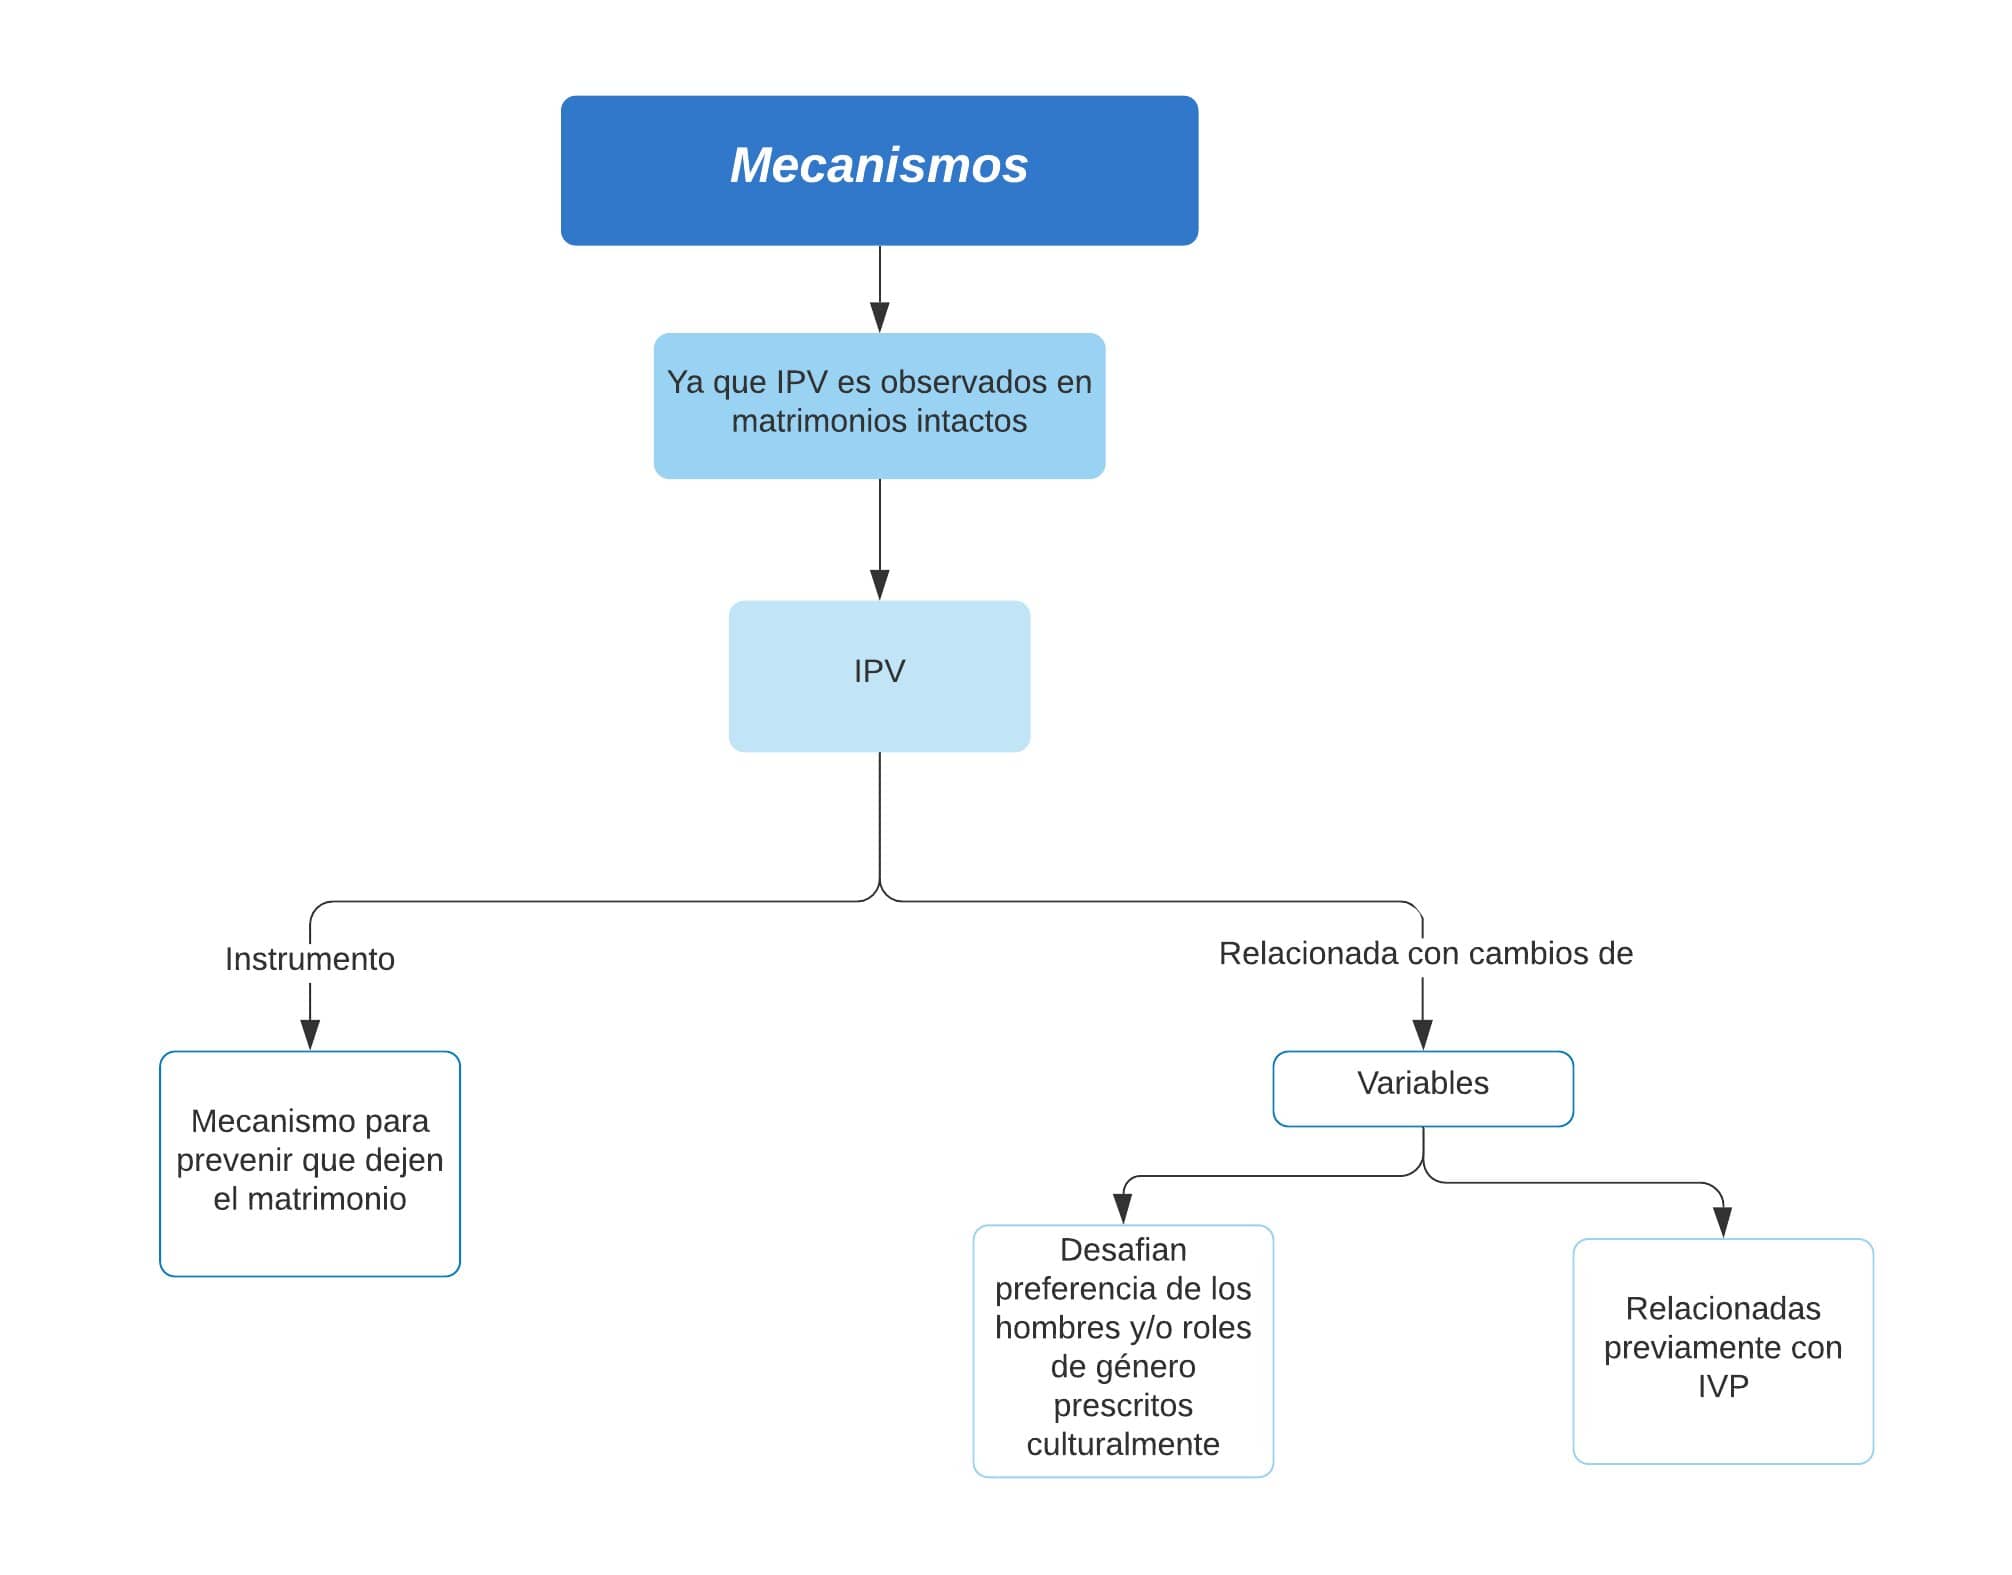 Mecanismos
Ya que IPV es observados en
matrimonios intactos
IPV
Instrumento
Relacionada con cambios de
Mecanismo para
prevenir que dejen
el matrimonio
Variables
Desafian
preferencia de los
hombres y/o roles
de género
prescritos
culturalmente
Relacionadas
previamente con
IVP